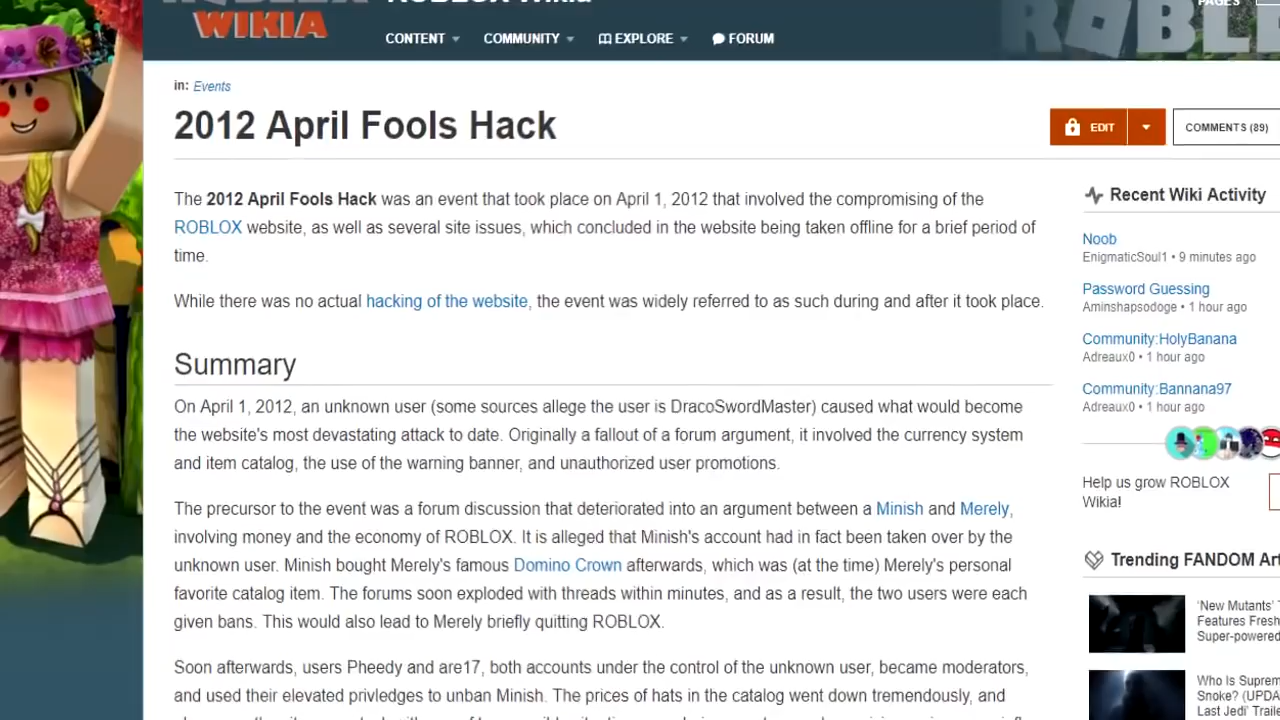 WIKIA
CONTENT COMMUNITY EXPLORE FORUM
PAGES
in: Events
2012 April Fools Hack
EDIT
COMMENTS (89)
The 2012 April Fools Hack was an event that took place on April 1, 2012 that involved the compromising of the
ROBLOX website, as well as several site issues, which concluded in the website being taken offline for a brief period of
time.
While there was no actual hacking of the website, the event was widely referred to as such during and after it took place.
Summary
On April 1, 2012, an unknown user (some sources allege the user is DracoSwordMaster) caused what would become
the website's most devastating attack to date. Originally a fallout of a forum argument, it involved the currency system
and item catalog, the use of the warning banner, and unauthorized user promotions.
The precursor to the event was a forum discussion that deteriorated into an argument between a Minish and Merely,
involving money and the economy of ROBLOX. It is alleged that Minish's account had in fact been taken over by the
unknown user. Minish bought Merely's famous Domino Crown afterwards, which was (at the time) Merely's personal
favorite catalog item. The forums soon exploded with threads within minutes, and as a result, the two users were each
given bans. This would also lead to Merely briefly quitting ROBLOX.
Soon afterwards, users Pheedy and are17, both accounts under the control of the unknown user, became moderators,
and used their elevated privledges to unban Minish. The prices of hats in the catalog went down tremendously, and
Recent Wiki Activity
Noob
EnigmaticSoul1 • 9 minutes ago
Password Guessing
Aminshapsodoge • 1 hour ago
Community:HolyBanana
Adreaux0 • 1 hour ago
Community:Bannana97
Adreaux0 • 1 hour ago
Help us grow ROBLOX
Wikia!
Trending FANDOM Art
'New Mutants'
Features Fresh
Super-powered
Who Is Suprem
Snoke? (UPDA
Last Jedi' Traile